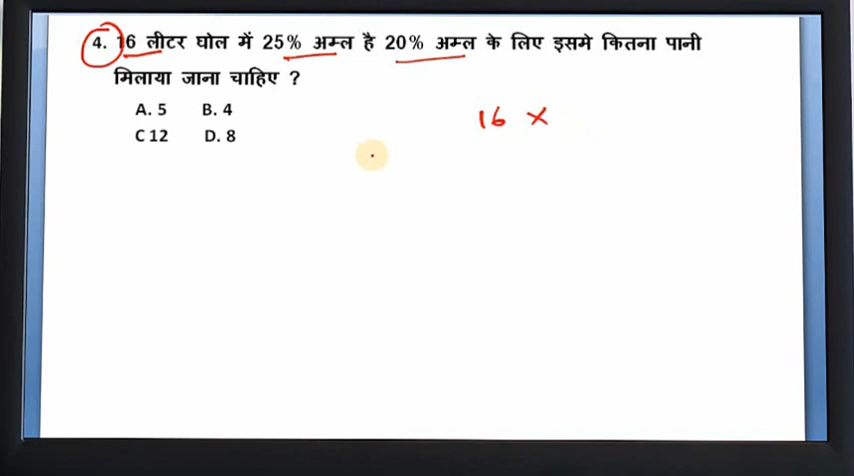 4. 16 लीटर घोल में 25% अम्ल है 20% अम्ल के लिए इसमे कितना पानी
मिलाया जाना चाहिए ?
A. 5 B. 4
C 12 D. 8
16 ×